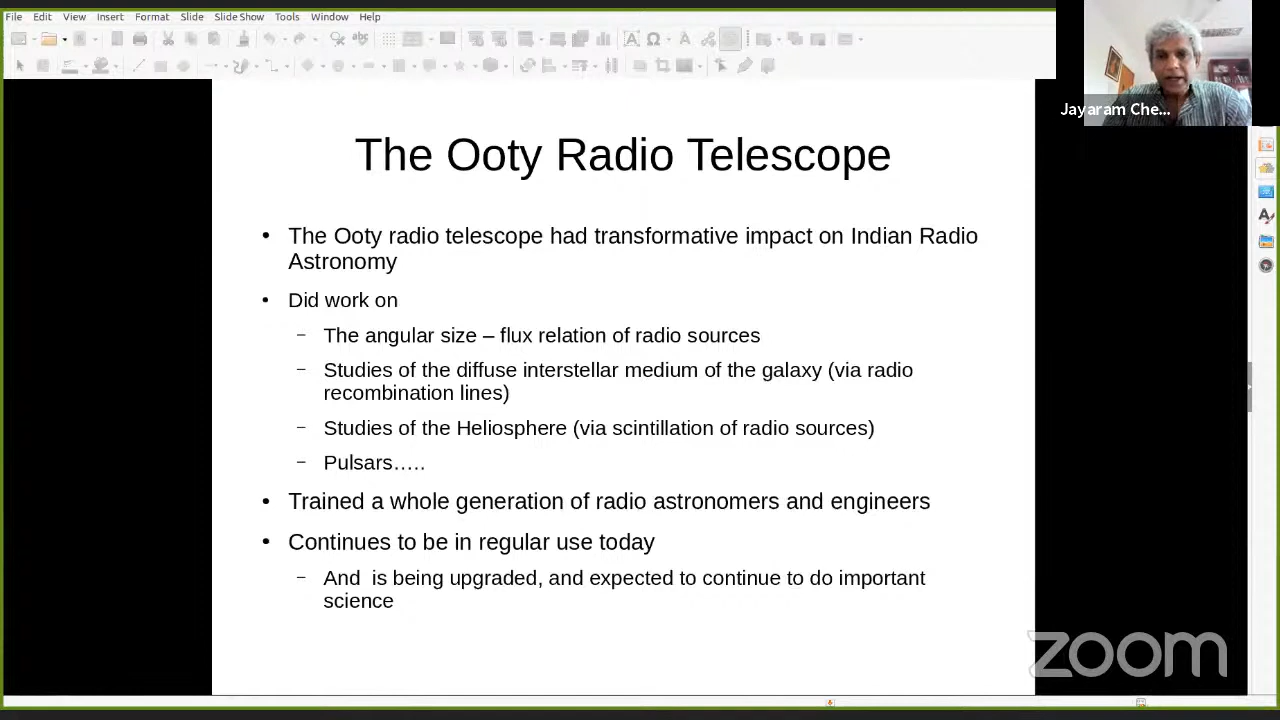 File Edit View Insert Format Slide Slide Show Tools Window Help
Jayaram Che...
The Ooty Radio Telescope
• The Ooty radio telescope had transformative impact on Indian Radio
Astronomy
• Did work on
– The angular size – flux relation of radio sources
– Studies of the diffuse interstellar medium of the galaxy (via radio
recombination lines)
– Studies of the Heliosphere (via scintillation of radio sources)
– Pulsars…..
• Trained a whole generation of radio astronomers and engineers
• Continues to be in regular use today
– And  is being upgraded, and expected to continue to do important
science
zoom